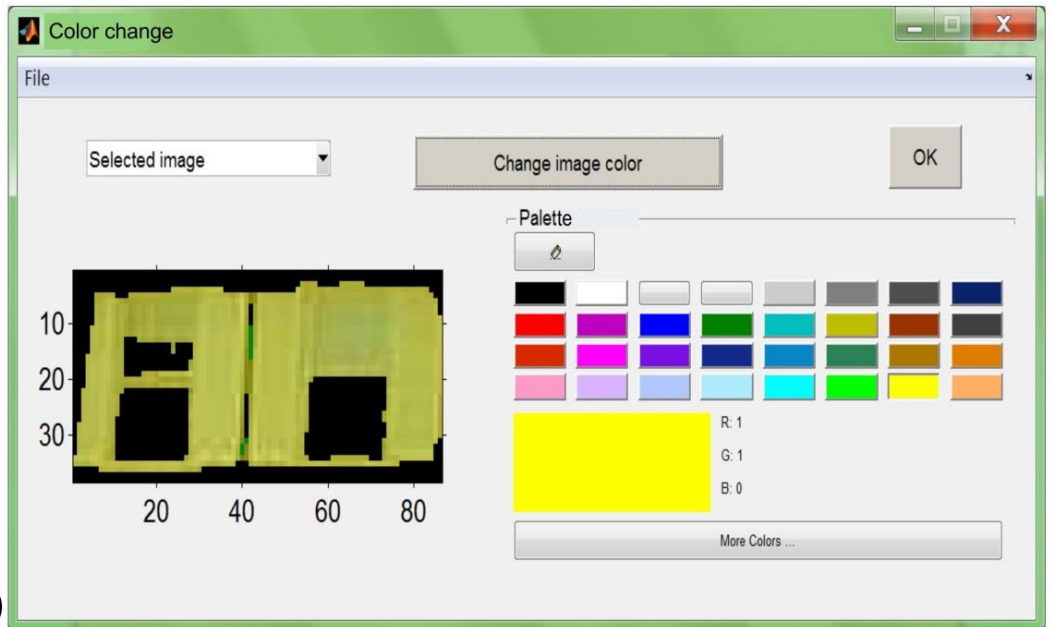 Color change
File
Selected image
Change image color
OK
Palette
R: 1
G: 1
B: 0
More Colors ...
10
20
30
20 40 60 80
)